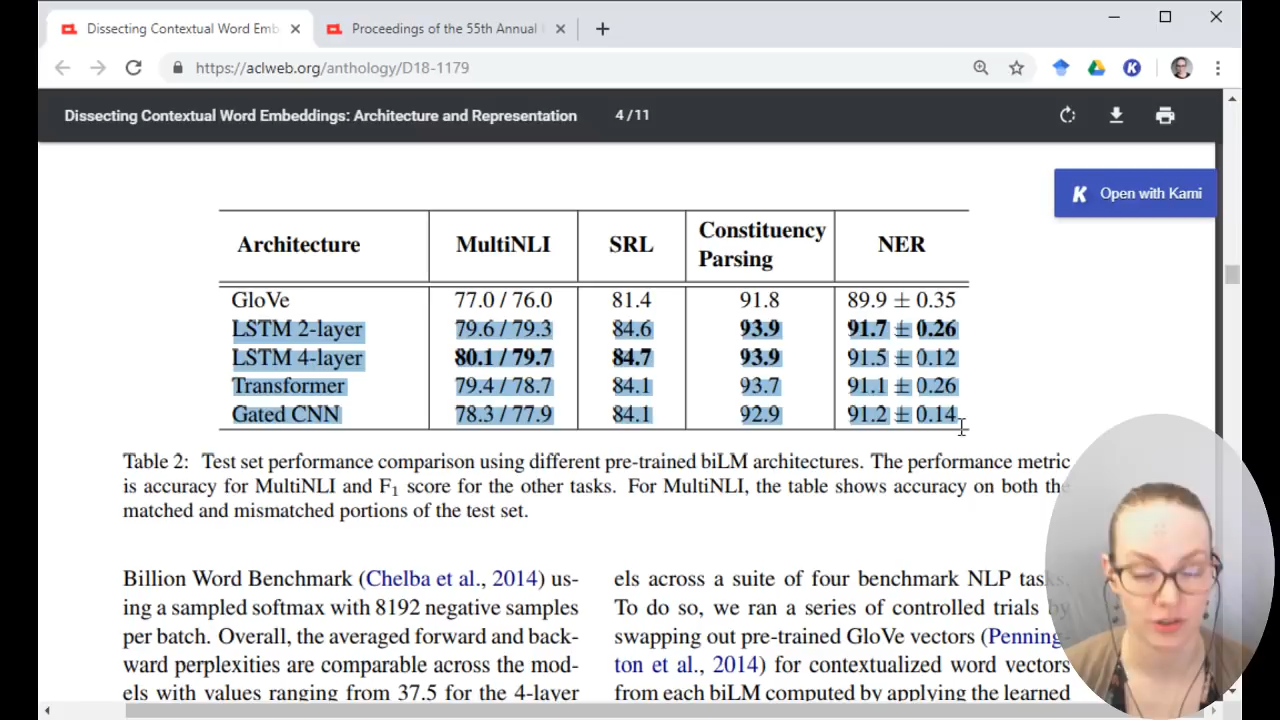 Dissecting Contextual Word Emb
Proceedings of the 55th Annual
https://aclweb.org/anthology/D18-1179
Dissecting Contextual Word Embeddings: Architecture and Representation 4 / 11
K Open with Kami
Architecture MultiNLI SRL Constituency Parsing NER
GloVe 77.0 / 76.0 81.4 91.8 89.9 ± 0.35
LSTM 2-layer 79.6 / 79.3 84.6 93.9 91.7 ± 0.26
LSTM 4-layer 80.1 / 79.7 84.7 93.9 91.5 ± 0.12
Transformer 79.4 / 78.7 84.1 93.7 91.1 ± 0.26
Gated CNN 78.3 / 77.9 84.1 92.9 91.2 ± 0.14
Table 2: Test set performance comparison using different pre-trained biLM architectures. The performance metric
is accuracy for MultiNLI and F1 score for the other tasks. For MultiNLI, the table shows accuracy on both the
matched and mismatched portions of the test set.
Billion Word Benchmark (Chelba et al., 2014) us-
ing a sampled softmax with 8192 negative samples
per batch. Overall, the averaged forward and back-
ward perplexities are comparable across the mod-
els with values ranging from 37.5 for the 4-layer
els across a suite of four benchmark NLP tasks.
To do so, we ran a series of controlled trials by
swapping out pre-trained GloVe vectors (Penning-
ton et al., 2014) for contextualized word vectors
from each biLM computed by applying the learned